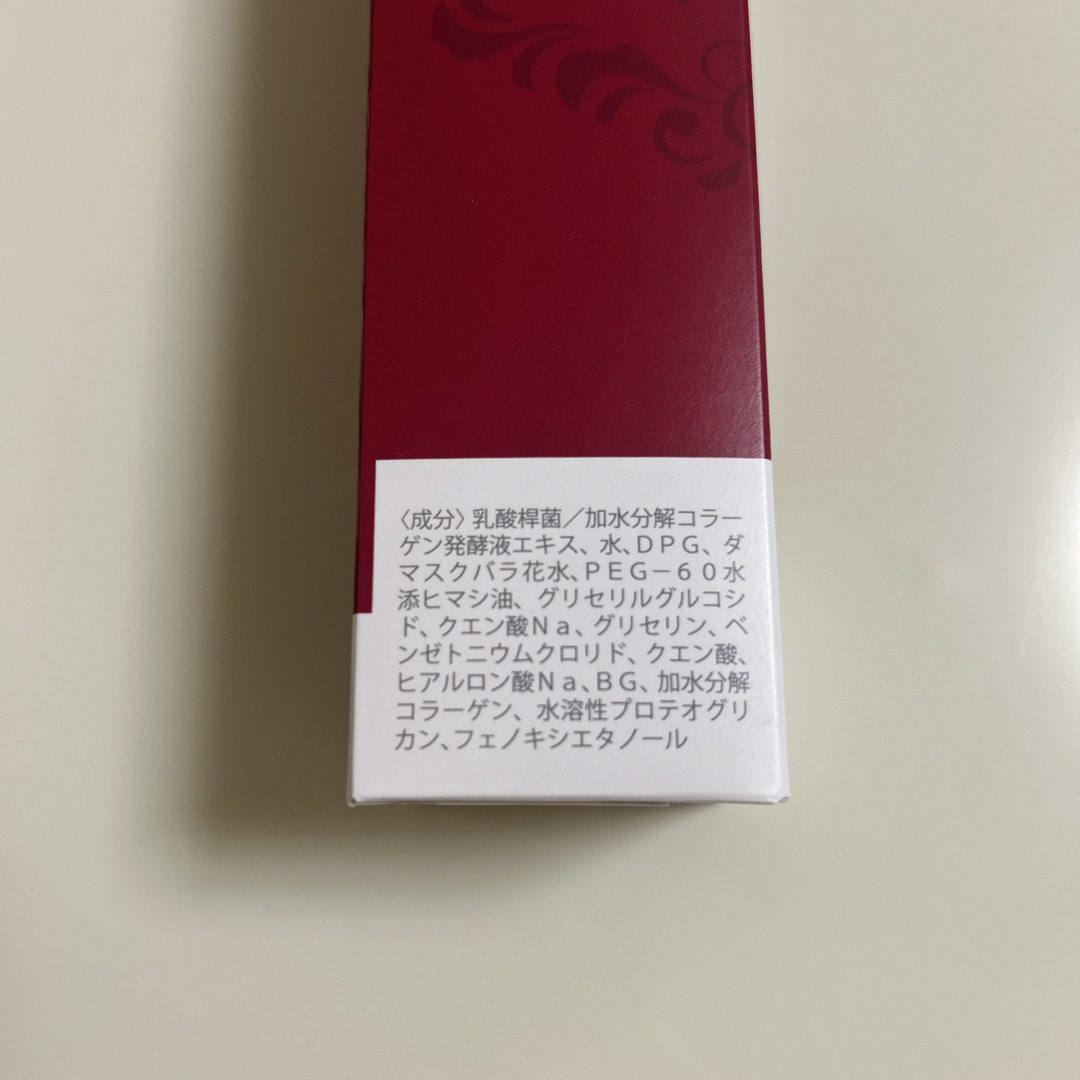 〈成分〉乳酸桿菌／加水分解コラー
ゲン発酵液エキス、水、ＤＰＧ、ダ
マスクバラ花水、ＰＥＧ－６０水
添ヒマシ油、グリセリルグルコシ
ド、クエン酸Ｎａ、グリセリン、ベ
ンゼトニウムクロリド、クエン酸、
ヒアルロン酸Ｎａ、ＢＧ、加水分解
コラーゲン、水溶性プロテオグリ
カン、フェノキシエタノール